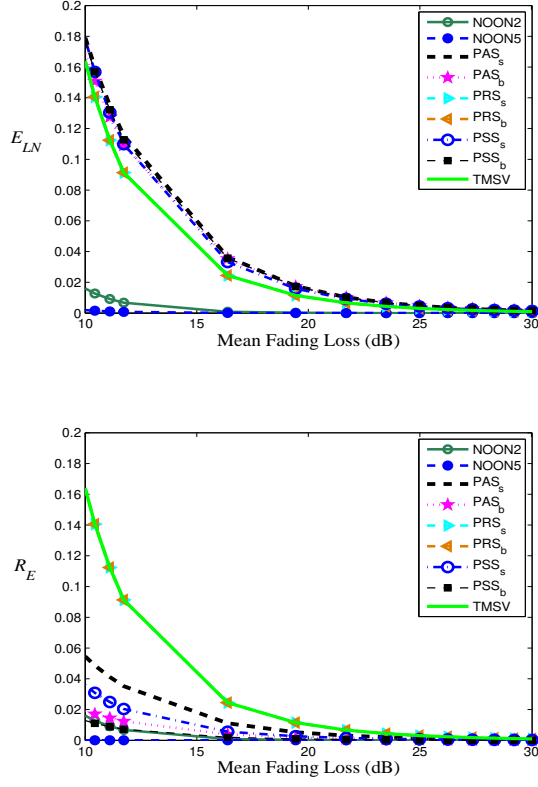 0.2
0.18
0.16
0.14
0.12
0.1
0.08
0.06
0.04
0.02
0
E_LN
10 15 20 25 30
Mean Fading Loss (dB)
NOON2
NOON5
PAS_s
PAS_b
PRS_s
PRS_b
PSS_s
PSS_b
TMSV
0.2
0.18
0.16
0.14
0.12
0.1
0.08
0.06
0.04
0.02
0
R_E
10 15 20 25 30
Mean Fading Loss (dB)
NOON2
NOON5
PAS_s
PAS_b
PRS_s
PRS_b
PSS_s
PSS_b
TMSV